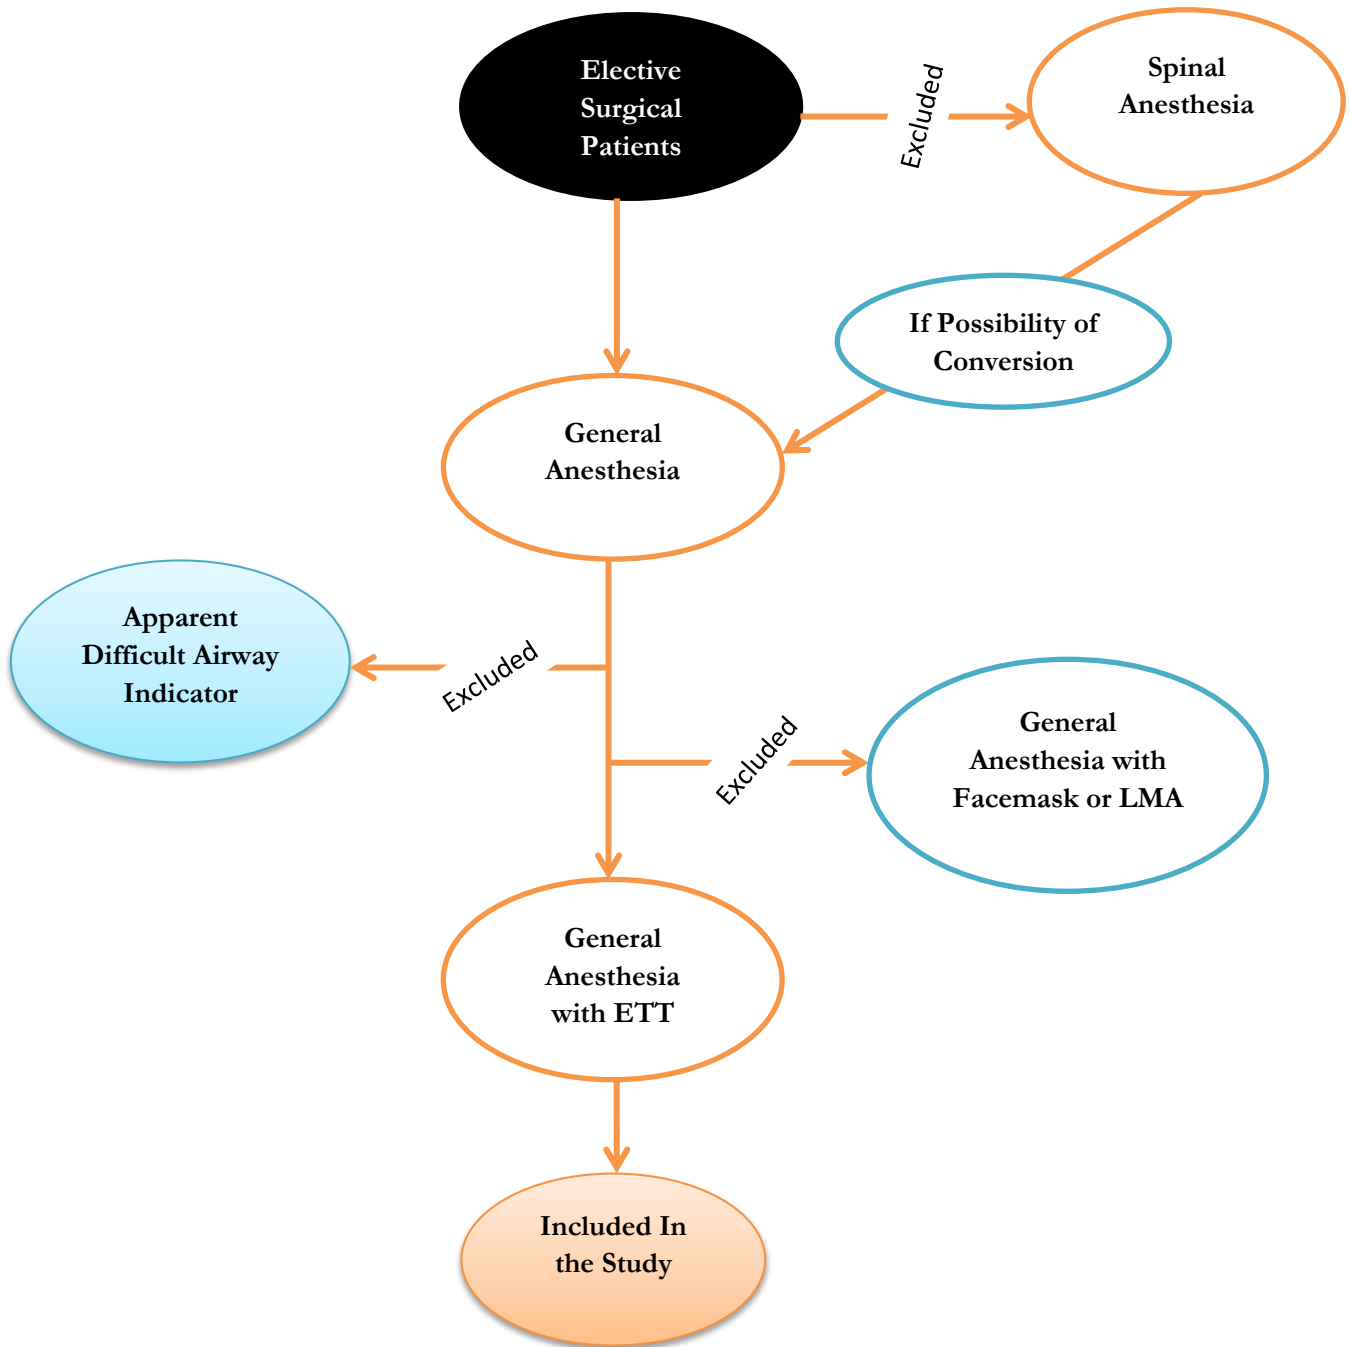 Elective
Surgical
Patients
Excluded
Spinal
Anesthesia
If Possibility of
Conversion
General
Anesthesia
Apparent
Difficult Airway
Indicator
Excluded
Excluded
General
Anesthesia with
Facemask or LMA
General
Anesthesia
with ETT
Included In
the Study